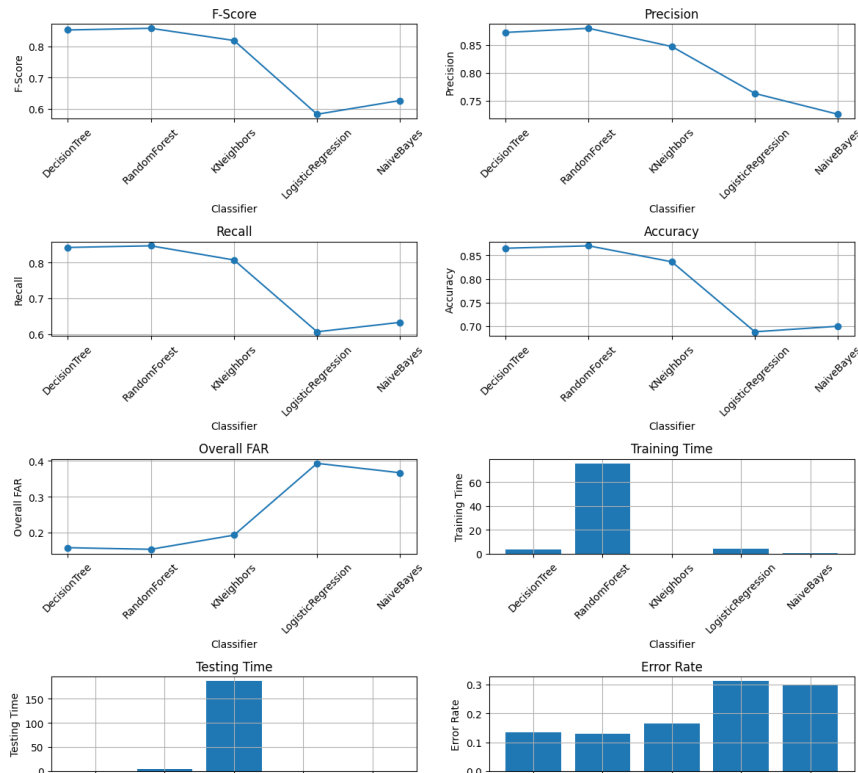 F-Score
F-Score
0.8
0.7
0.6
DecisionTree
RandomForest
KNeighbors
LogisticRegression
NaiveBayes
Classifier
Precision
Precision
0.85
0.80
0.75
DecisionTree
RandomForest
KNeighbors
LogisticRegression
NaiveBayes
Classifier
Recall
Recall
0.8
0.7
0.6
DecisionTree
RandomForest
KNeighbors
LogisticRegression
NaiveBayes
Classifier
Accuracy
Accuracy
0.85
0.80
0.75
0.70
DecisionTree
RandomForest
KNeighbors
LogisticRegression
NaiveBayes
Classifier
Overall FAR
Overall FAR
0.4
0.3
0.2
DecisionTree
RandomForest
KNeighbors
LogisticRegression
NaiveBayes
Classifier
Training Time
Training Time
60
40
20
0
DecisionTree
RandomForest
KNeighbors
LogisticRegression
NaiveBayes
Classifier
Testing Time
Testing Time
150
100
50
0
Error Rate
Error Rate
0.3
0.2
0.1
0.0